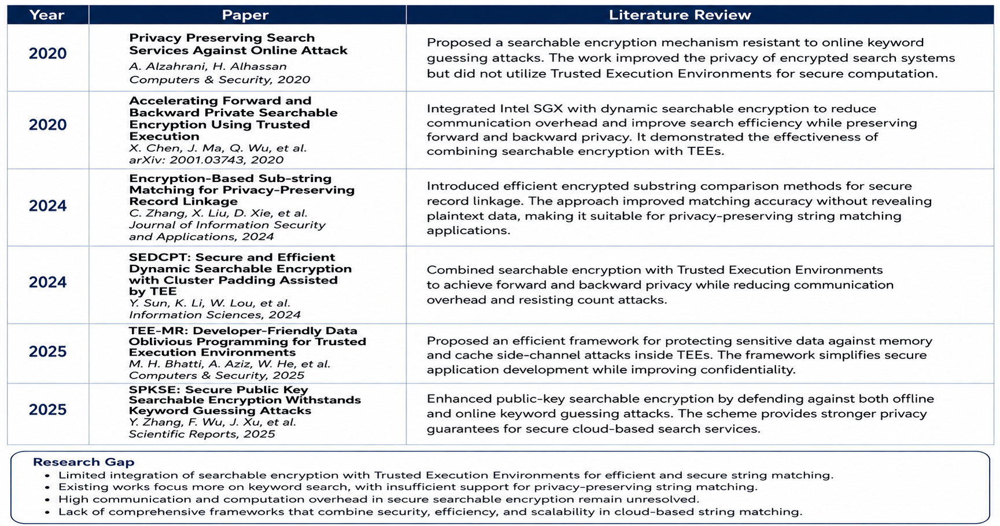 Year Paper Literature Review
2020
Privacy Preserving Search
Services Against Online Attack
A. Alzahrani, H. Alhassan
Computers & Security, 2020
Proposed a searchable encryption mechanism resistant to online keyword
guessing attacks. The work improved the privacy of encrypted search systems
but did not utilize Trusted Execution Environments for secure computation.
2020
Accelerating Forward and
Backward Private Searchable
Encryption Using Trusted
Execution
X. Chen, J. Ma, Q. Wu, et al.
arXiv: 2001.03743, 2020
Integrated Intel SGX with dynamic searchable encryption to reduce
communication overhead and improve search efficiency while preserving
forward and backward privacy. It demonstrated the effectiveness of
combining searchable encryption with TEEs.
2024
Encryption-Based Sub-string
Matching for Privacy-Preserving
Record Linkage
C. Zhang, X. Liu, D. Xie, et al.
Journal of Information Security
and Applications, 2024
Introduced efficient encrypted substring comparison methods for secure
record linkage. The approach improved matching accuracy without revealing
plaintext data, making it suitable for privacy-preserving string matching
applications.
2024
SEDCPT: Secure and Efficient
Dynamic Searchable Encryption
with Cluster Padding Assisted
by TEE
Y. Sun, K. Li, W. Lou, et al.
Information Sciences, 2024
Combined searchable encryption with Trusted Execution Environments
to achieve forward and backward privacy while reducing communication
overhead and resisting count attacks.
2025
TEE-MR: Developer-Friendly Data
Oblivious Programming for Trusted
Execution Environments
M. H. Bhatti, A. Aziz, W. He, et al.
Computers & Security, 2025
Proposed an efficient framework for protecting sensitive data against memory
and cache side-channel attacks inside TEEs. The framework simplifies secure
application development while improving confidentiality.
2025
SPKSE: Secure Public Key
Searchable Encryption Withstands
Keyword Guessing Attacks
Y. Zhang, F. Wu, J. Xu, et al.
Scientific Reports, 2025
Enhanced public-key searchable encryption by defending against both offline
and online keyword guessing attacks. The scheme provides stronger privacy
guarantees for secure cloud-based search services.
Research Gap
• Limited integration of searchable encryption with Trusted Execution Environments for efficient and secure string matching.
• Existing works focus more on keyword search, with insufficient support for privacy-preserving string matching.
• High communication and computation overhead in secure searchable encryption remain unresolved.
• Lack of comprehensive frameworks that combine security, efficiency, and scalability in cloud-based string matching.